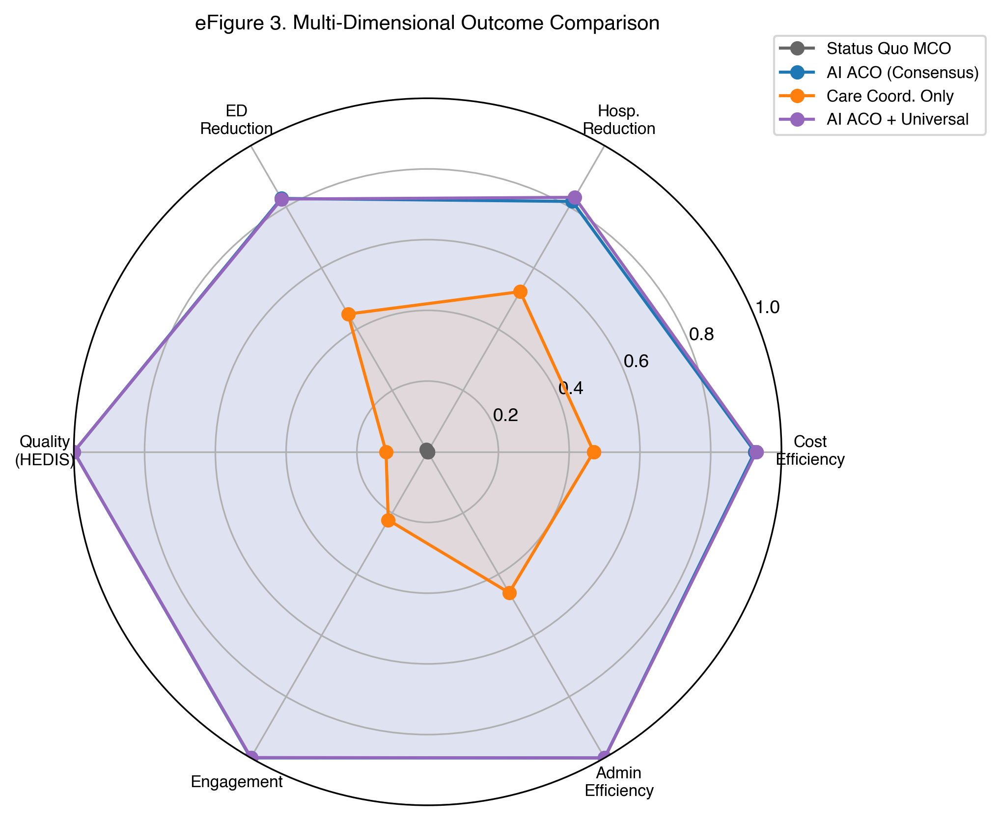 eFigure 3. Multi-Dimensional Outcome Comparison
Status Quo MCO
AI ACO (Consensus)
Care Coord. Only
AI ACO + Universal
ED
Reduction
Hosp.
Reduction
1.0
0.8
0.6
0.4
0.2
Quality
(HEDIS)
Cost
Efficiency
Engagement
Admin
Efficiency